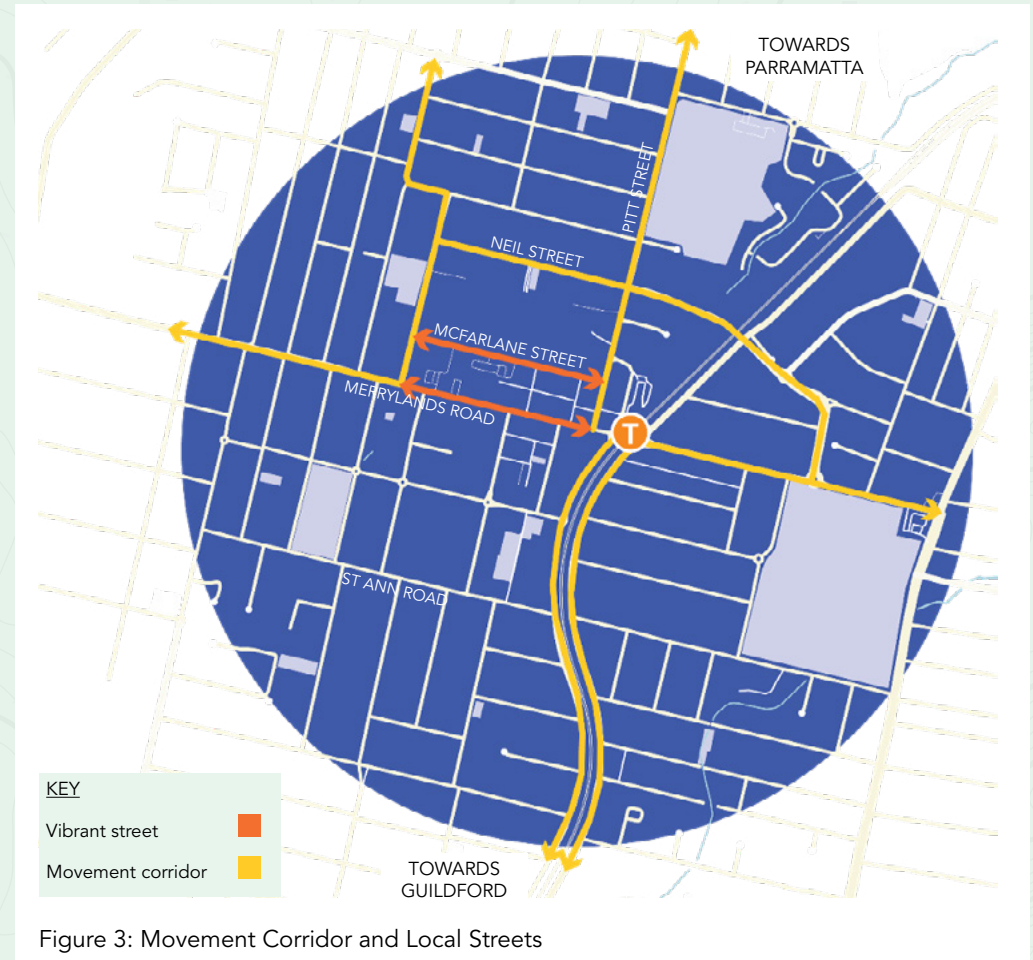 TOWARDS
PARRAMATTA
PITT STREET
NEIL STREET
MCFARLANE STREET
MERRYLANDS ROAD
T
ST ANN ROAD
KEY
Vibrant street
Movement corridor
TOWARDS
GUILDFORD
Figure 3: Movement Corridor and Local Streets